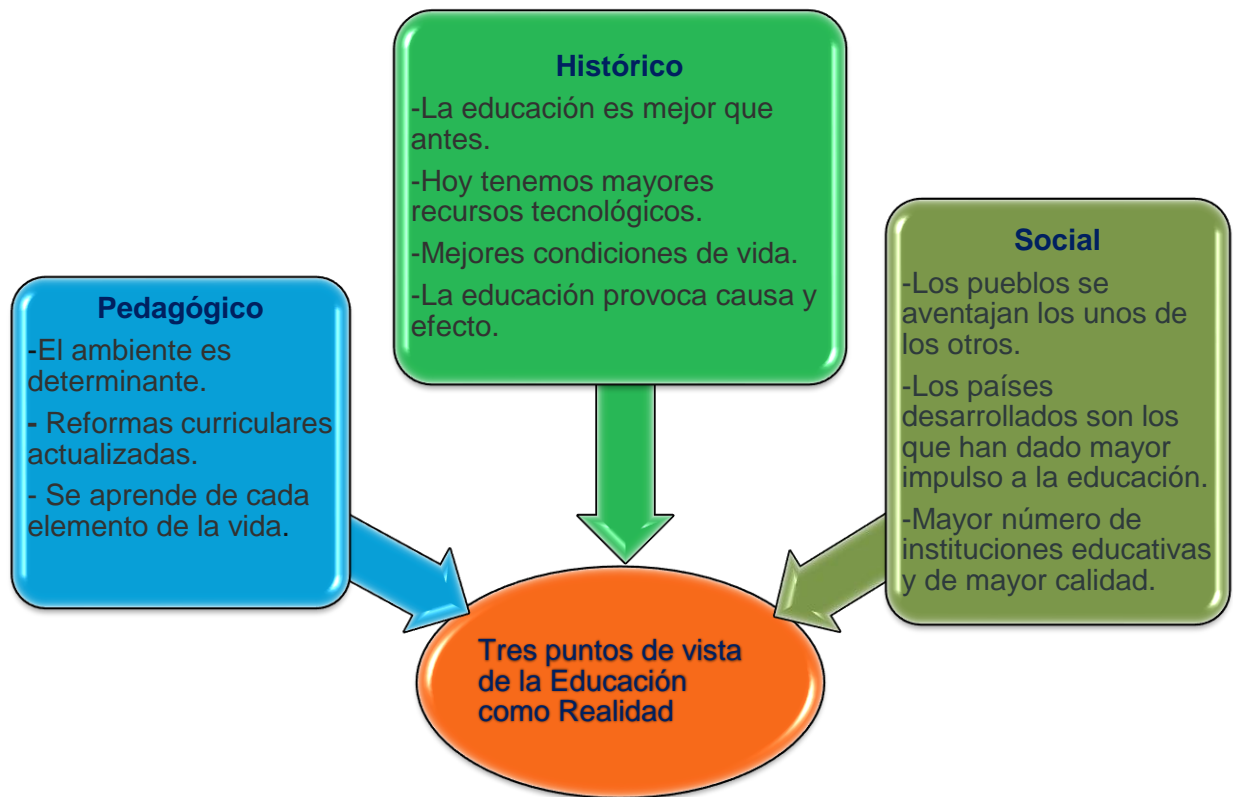 Histórico
-La educación es mejor que
antes.
-Hoy tenemos mayores
recursos tecnológicos.
-Mejores condiciones de vida.
-La educación provoca causa y
efecto.
Social
-Los pueblos se
aventajan los unos de
los otros.
-Los países
desarrollados son los
que han dado mayor
impulso a la educación.
-Mayor número de
instituciones educativas
y de mayor calidad.
Pedagógico
-El ambiente es
determinante.
- Reformas curriculares
actualizadas.
- Se aprende de cada
elemento de la vida.
Tres puntos de vista
de la Educación
como Realidad